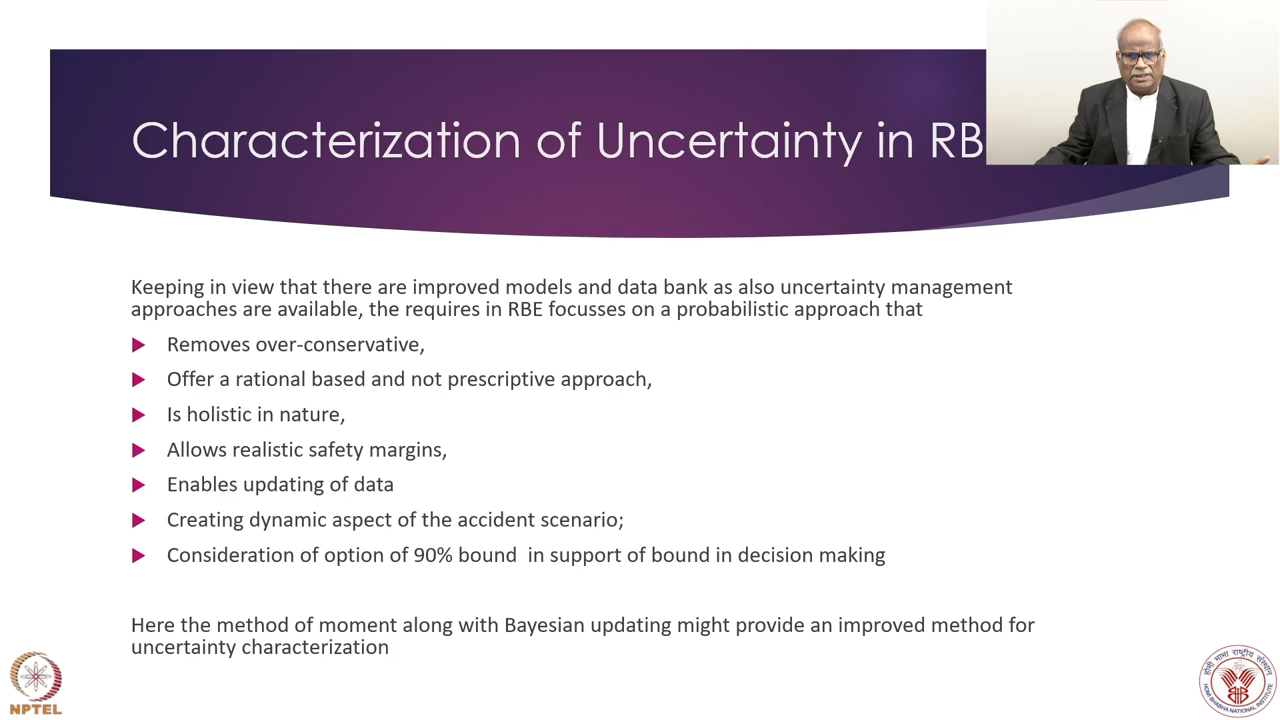 Characterization of Uncertainty in RB
Keeping in view that there are improved models and data bank as also uncertainty management
approaches are available, the requires in RBE focusses on a probabilistic approach that
Removes over-conservative,
Offer a rational based and not prescriptive approach,
Is holistic in nature,
Allows realistic safety margins,
Enables updating of data
Creating dynamic aspect of the accident scenario;
Consideration of option of 90% bound in support of bound in decision making
Here the method of moment along with Bayesian updating might provide an improved method for
uncertainty characterization
NPTEL
होमी भाभा राष्ट्रीय संस्थान
HOMI BHABHA NATIONAL INSTITUTE